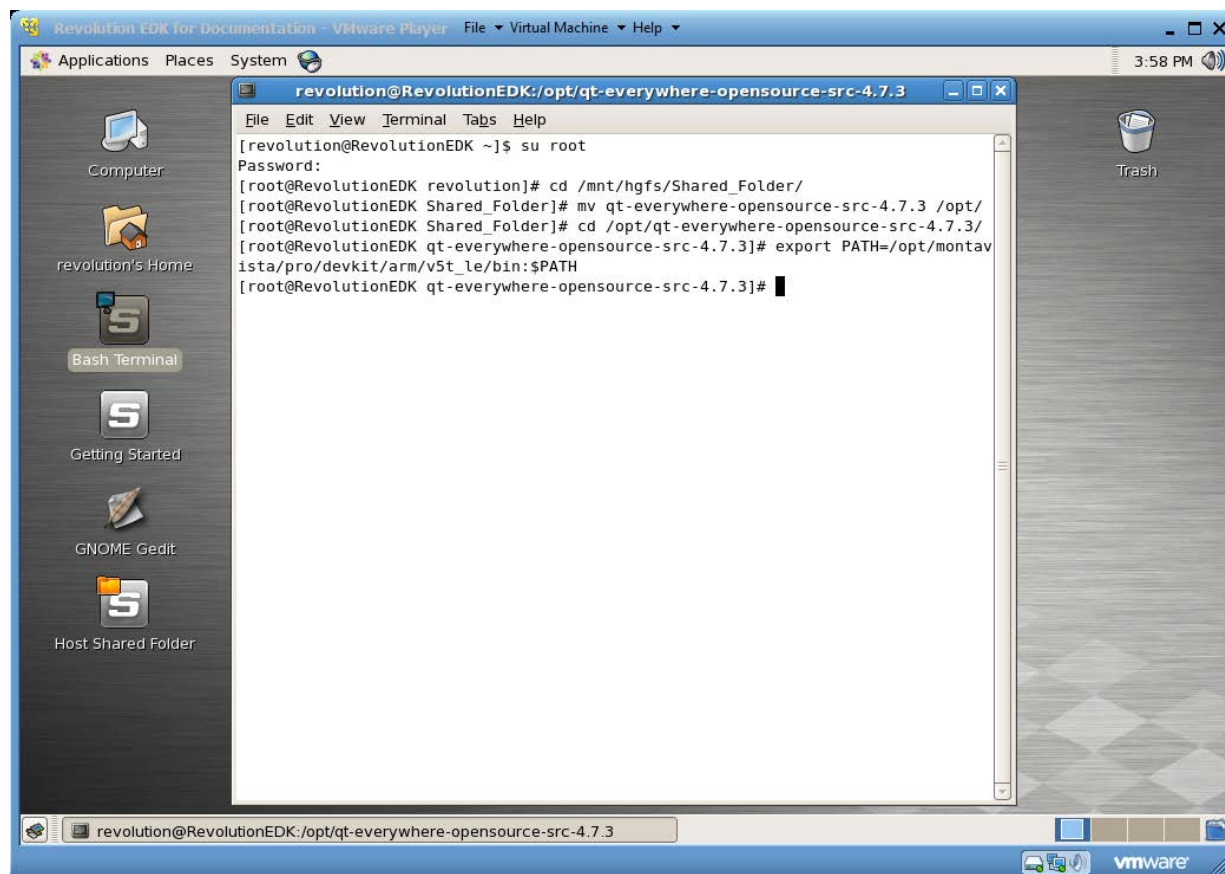 Revolution EDK for Documentation - VMware Player File Virtual Machine Help
Applications Places System 3:58 PM
revolution@RevolutionEDK:/opt/qt-everywhere-opensource-src-4.7.3
File Edit View Terminal Tabs Help
[revolution@RevolutionEDK ~]$ su root
Password:
[root@RevolutionEDK revolution]# cd /mnt/hgfs/Shared_Folder/
[root@RevolutionEDK Shared_Folder]# mv qt-everywhere-opensource-src-4.7.3 /opt/
[root@RevolutionEDK Shared_Folder]# cd /opt/qt-everywhere-opensource-src-4.7.3/
[root@RevolutionEDK qt-everywhere-opensource-src-4.7.3]# export PATH=/opt/montav
ista/pro/devkit/arm/v5t_le/bin:$PATH
[root@RevolutionEDK qt-everywhere-opensource-src-4.7.3]#
Computer
revolution's Home
Bash Terminal
Getting Started
GNOME Gedit
Host Shared Folder
Trash
revolution@RevolutionEDK:/opt/qt-everywhere-opensource-src-4.7.3
vmware